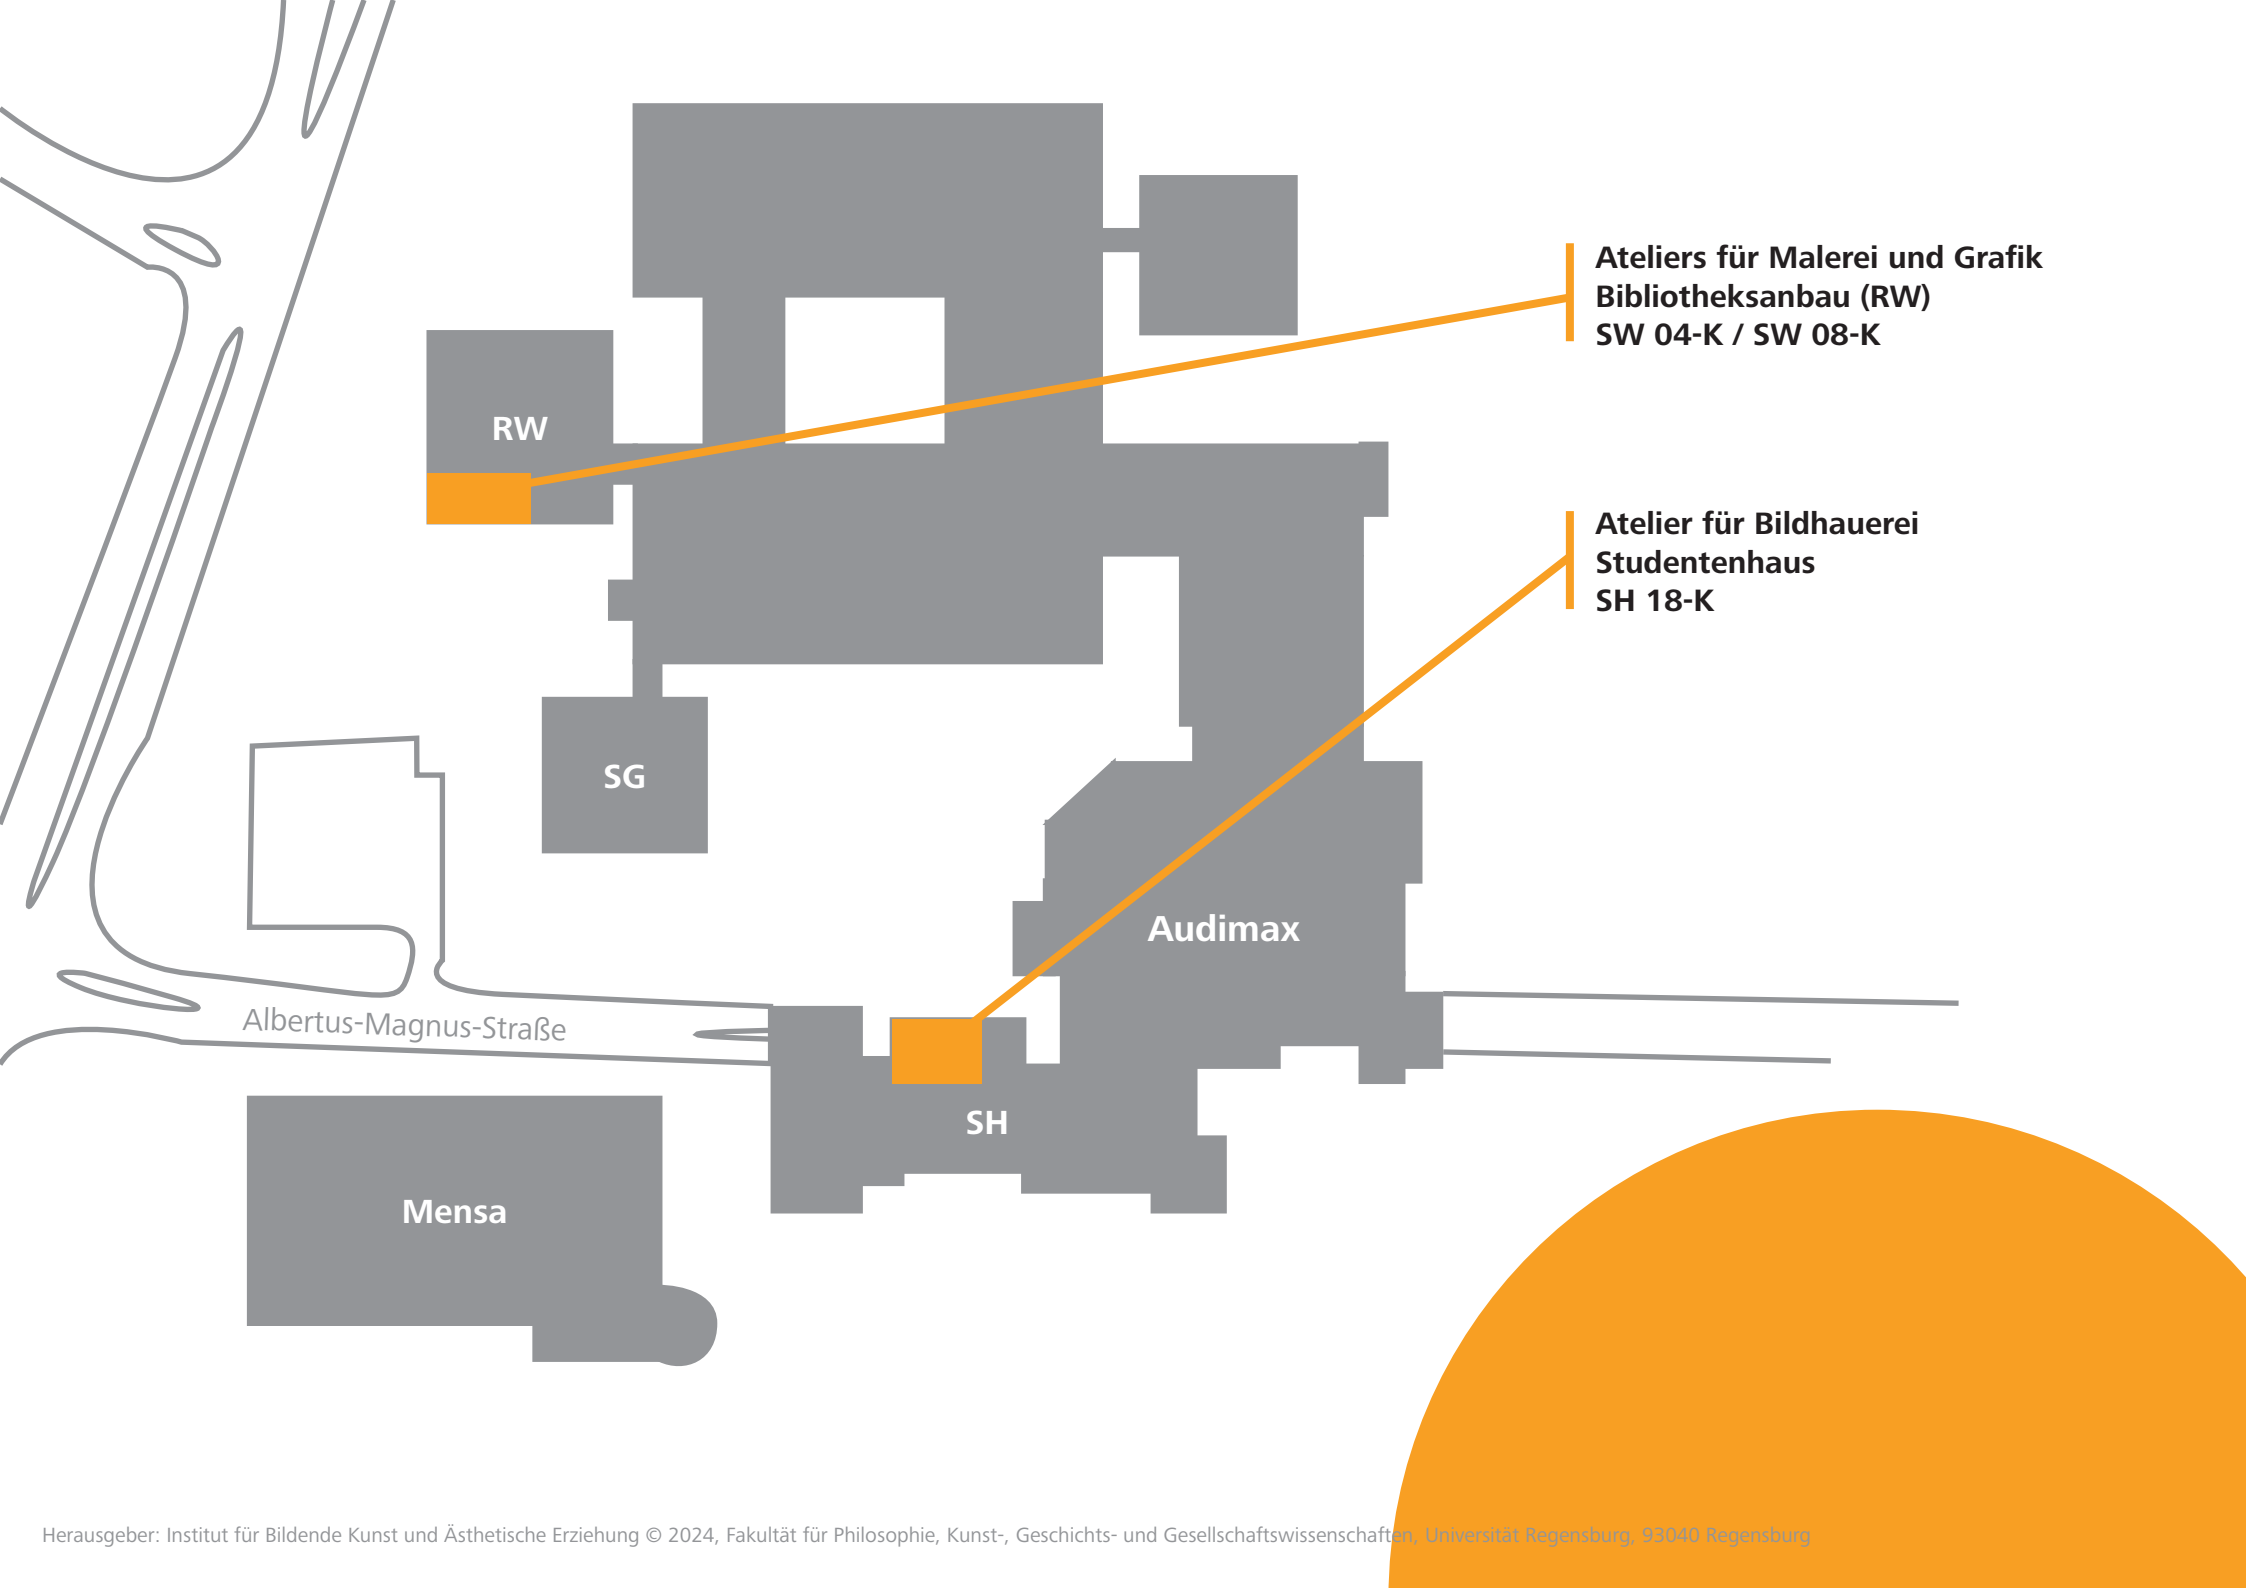 Ateliers für Malerei und Grafik
Bibliotheksanbau (RW)
SW 04-K / SW 08-K
RW
Atelier für Bildhauerei
Studentenhaus
SH 18-K
SG
Audimax
Albertus-Magnus-Straße
SH
Mensa
Herausgeber: Institut für Bildende Kunst und Ästhetische Erziehung © 2024, Fakultät für Philosophie, Kunst-, Geschichts- und Gesellschaftswissenschaften, Universität Regensburg, 93040 Regensburg